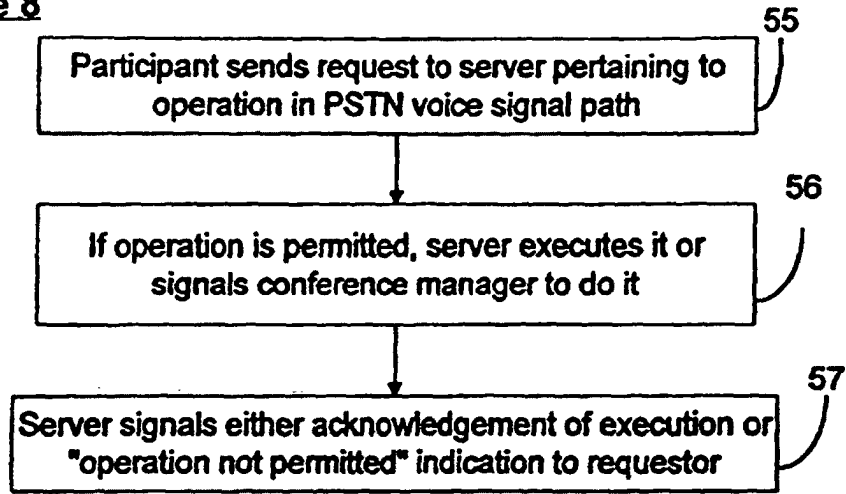 e 8
55
Participant sends request to server pertaining to
operation in PSTN voice signal path
56
If operation is permitted, server executes it or
signals conference manager to do it
57
Server signals either acknowledgement of execution or
"operation not permitted" indication to requestor